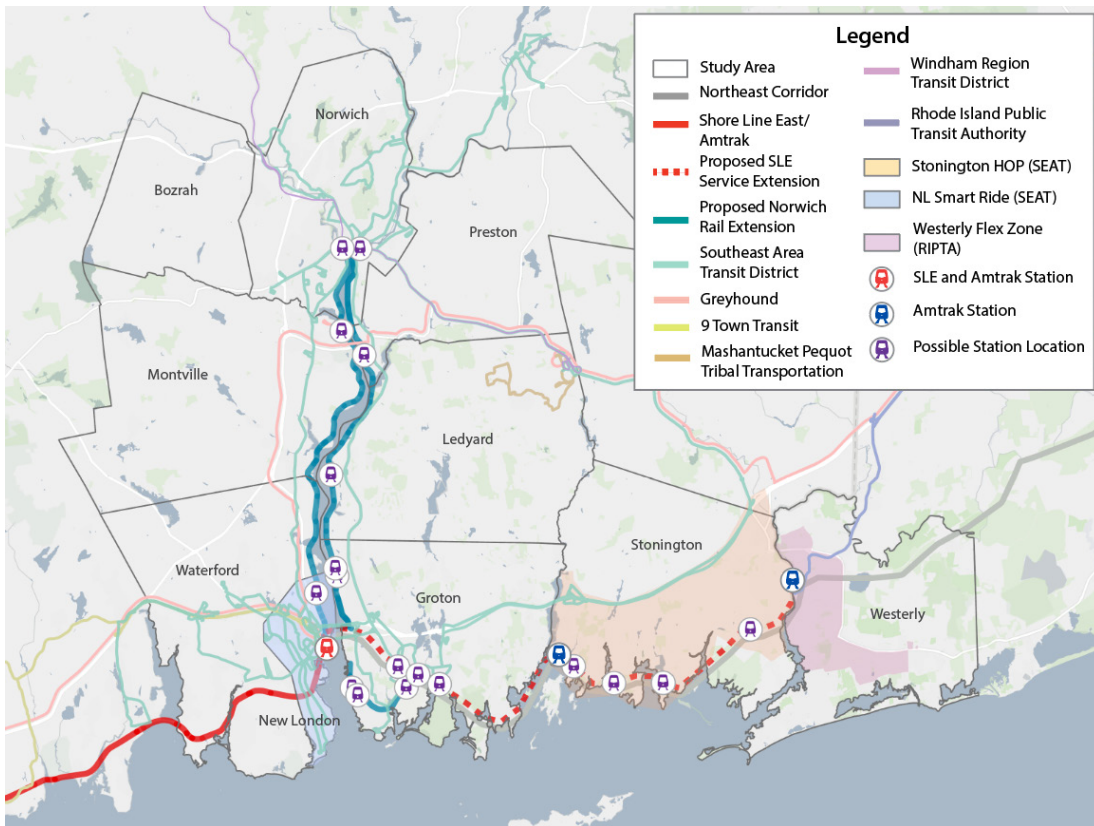 Legend
Study Area
Northeast Corridor
Shore Line East/
Amtrak
Proposed SLE
Service Extension
Proposed Norwich
Rail Extension
Southeast Area
Transit District
Greyhound
9 Town Transit
Mashantucket Pequot
Tribal Transportation
Windham Region
Transit District
Rhode Island Public
Transit Authority
Stonington HOP (SEAT)
NL Smart Ride (SEAT)
Westerly Flex Zone
(RIPTA)
SLE and Amtrak Station
Amtrak Station
Possible Station Location
Norwich
Bozrah
Preston
Montville
Ledyard
Stonington
Waterford
Groton
Westerly
New London